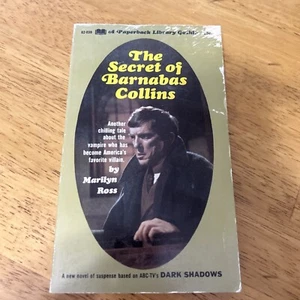 A Paperback Library Gothic
The
Secret of
Barnabas
Collins
Another
chilling tale
about the
vampire who has
become America's
favorite villain.
by
Marilyn
Ross
A new novel of suspense based on ABC-TV's DARK SHADOWS